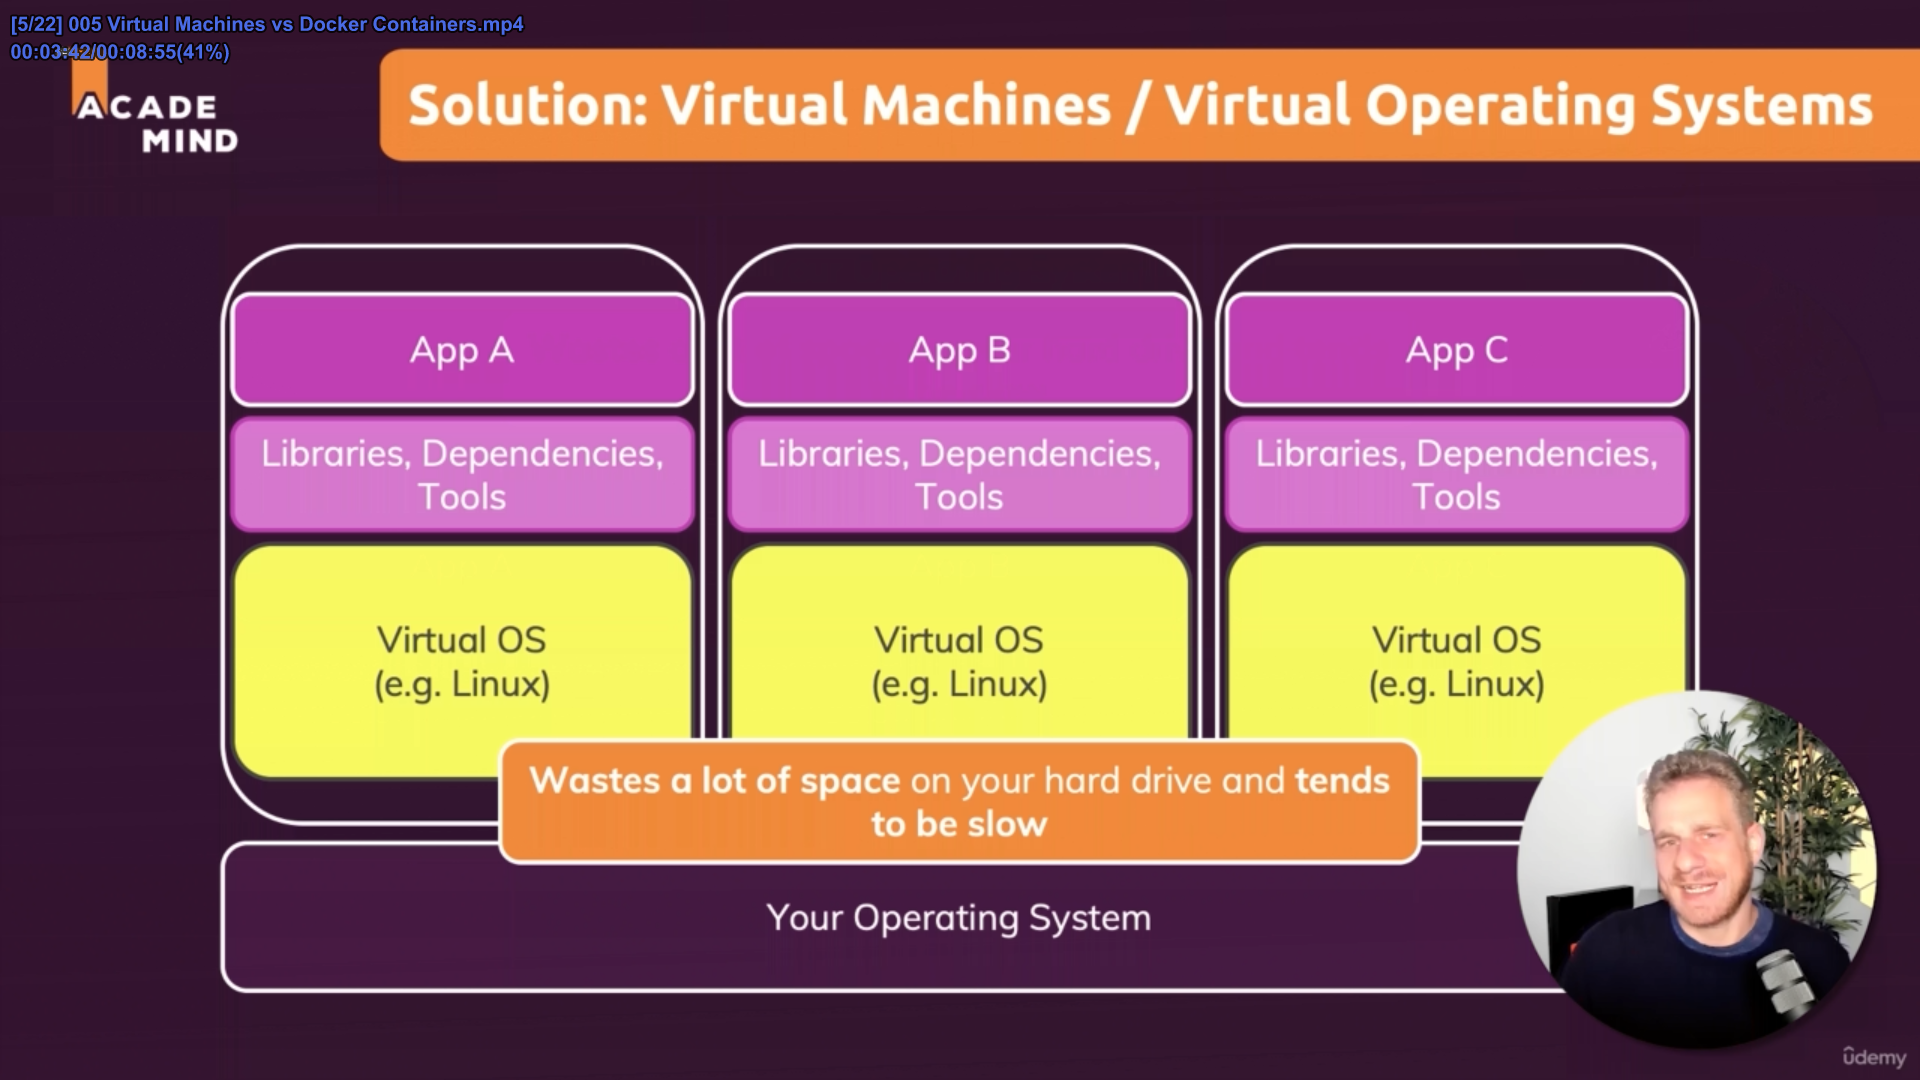 [5/22] 005 Virtual Machines vs Docker Containers.mp4
00:03:42/00:08:55(41%)
ACADE
MIND
Solution: Virtual Machines / Virtual Operating Systems
App A
App B
App C
Libraries, Dependencies,
Tools
Libraries, Dependencies,
Tools
Libraries, Dependencies,
Tools
Virtual OS
(e.g. Linux)
Virtual OS
(e.g. Linux)
Virtual OS
(e.g. Linux)
Wastes a lot of space on your hard drive and tends
to be slow
Your Operating System
ûdemy